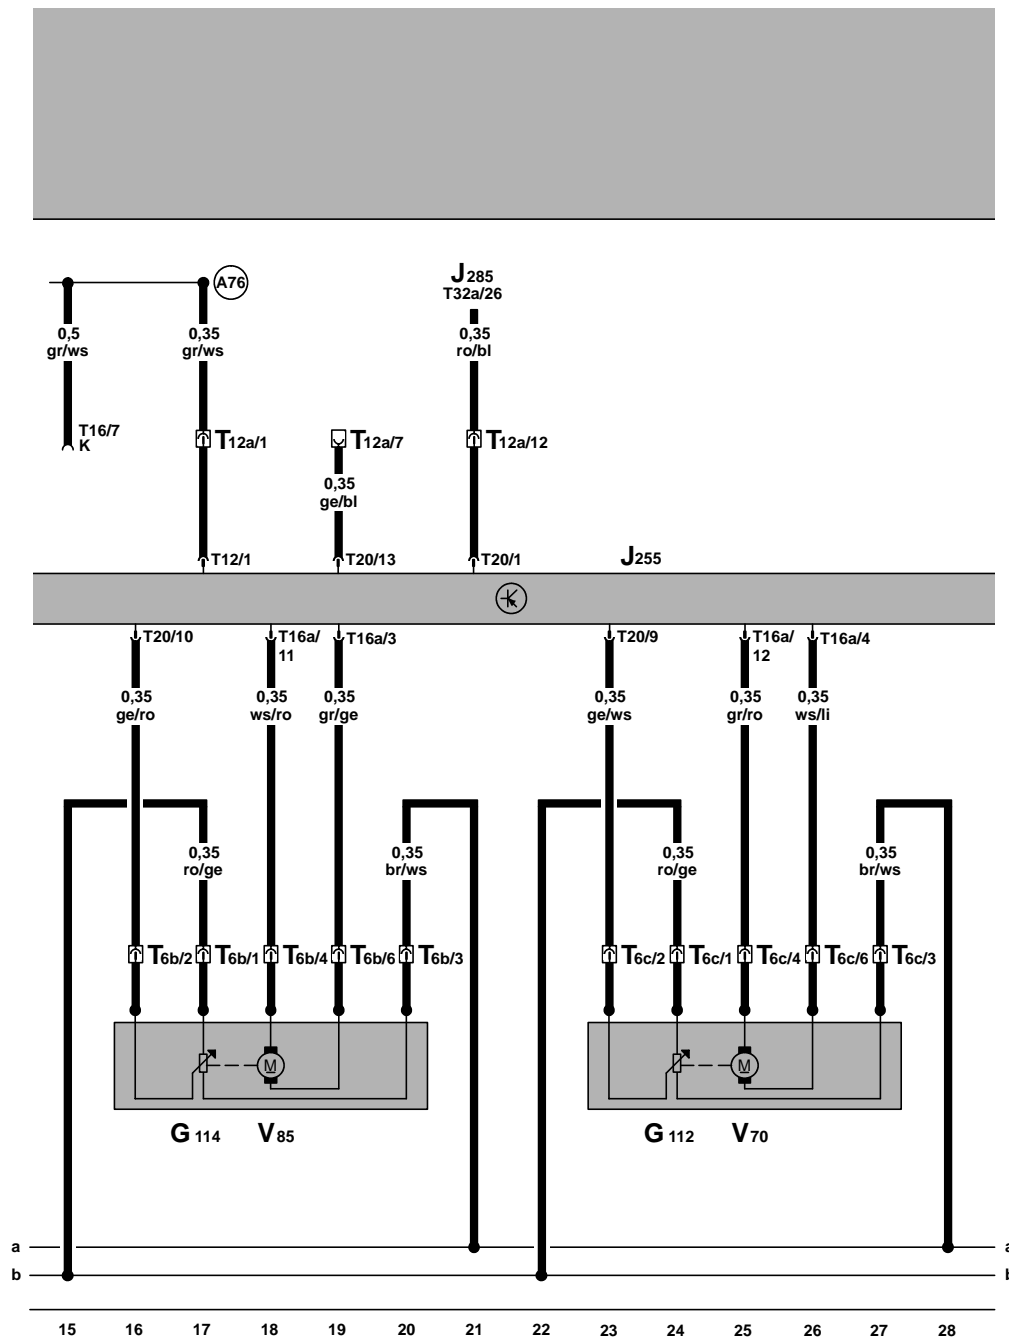 A76
J 285
T32a/26
0,5
gr/ws
0,35
gr/ws
0,35
ro/bl
T16/7
K
T12a/1
T12a/7
T12a/12
0,35
ge/bl
T12/1
T20/13
T20/1
J255
T20/10
T16a/
11
T16a/3
T20/9
T16a/
12
T16a/4
0,35
ge/ro
0,35
ws/ro
0,35
gr/ge
0,35
ge/ws
0,35
gr/ro
0,35
ws/li
0,35
ro/ge
0,35
br/ws
0,35
ro/ge
0,35
br/ws
T6b/2
T6b/1
T6b/4
T6b/6
T6b/3
T6c/2
T6c/1
T6c/4
T6c/6
T6c/3
M
M
G 114
V 85
G 112
V 70
a
a
b
b
15 16 17 18 19 20 21 22 23 24 25 26 27 28